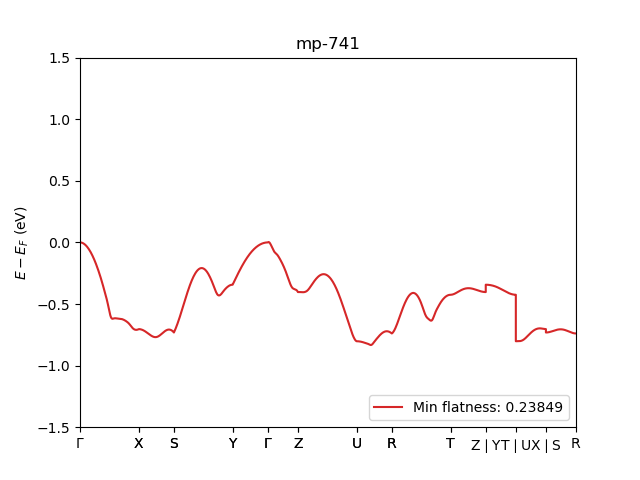 mp-741
1.5
1.0
0.5
0.0
−0.5
−1.0
−1.5
E − E_F (eV)
Min flatness: 0.23849
Γ X S Y Γ Z U R T Z | YT | UX | S R